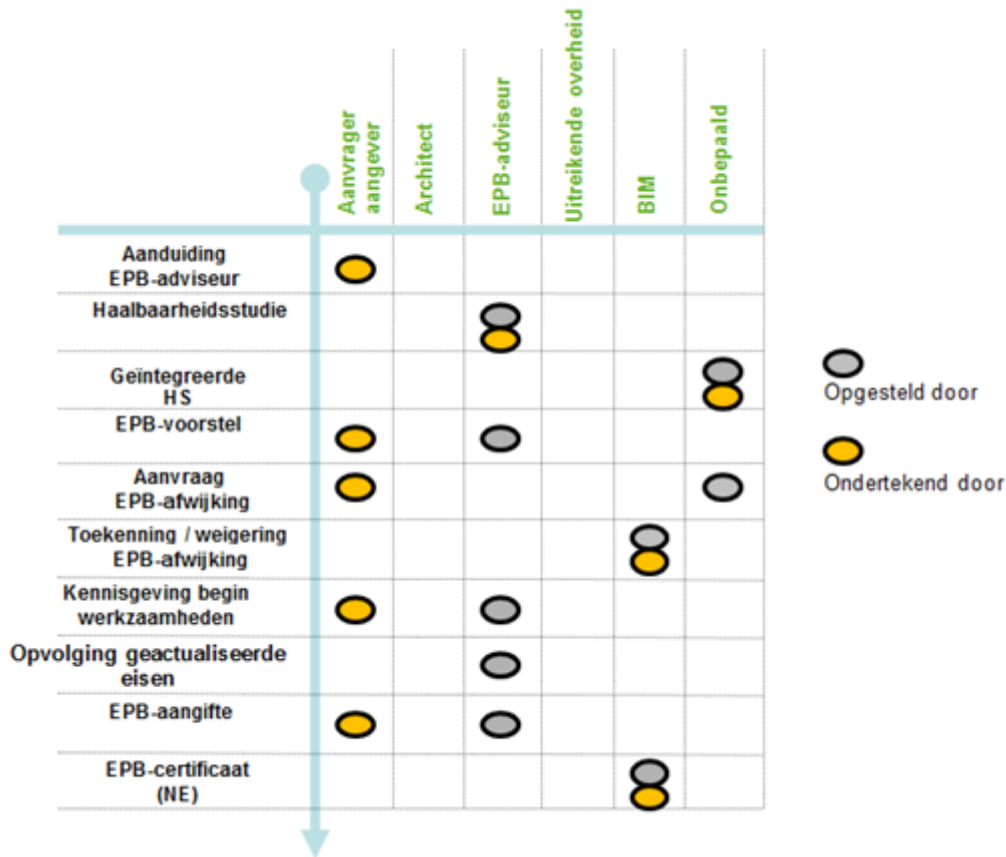 Aanvrager
aangever
Architect
EPB-adviseur
Uitreikende overheid
BIM
Onbepaald
Aanduiding
EPB-adviseur
Haalbaarheidsstudie
Geïntegreerde
HS
EPB-voorstel
Aanvraag
EPB-afwijking
Toekenning / weigering
EPB-afwijking
Kennisgeving begin
werkzaamheden
Opvolging geactualiseerde
eisen
EPB-aangifte
EPB-certificaat
(NE)
Opgesteld door
Ondertekend door